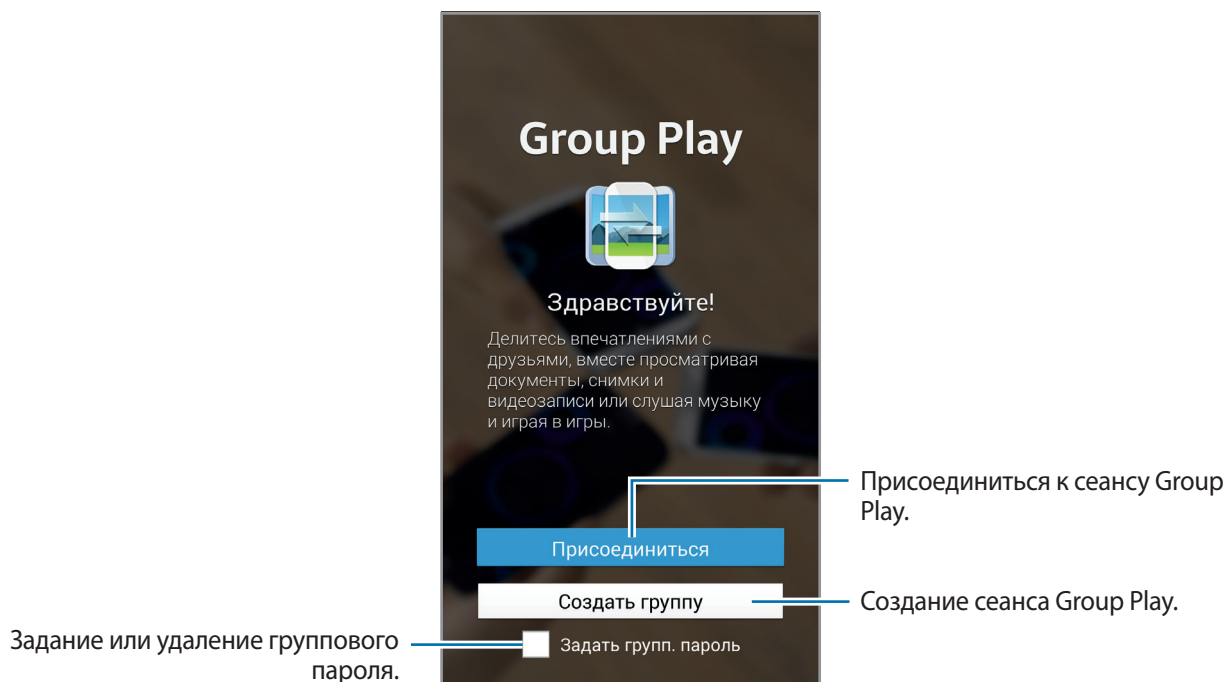 Group Play
Здравствуйте!
Делитесь впечатлениями с
друзьями, вместе просматривая
документы, снимки и
видеозаписи или слушая музыку
и играя в игры.
Присоединиться к сеансу Group
Play.
Присоединиться
Создать группу
Создание сеанса Group Play.
Задание или удаление группового
пароля.
Задать групп. пароль